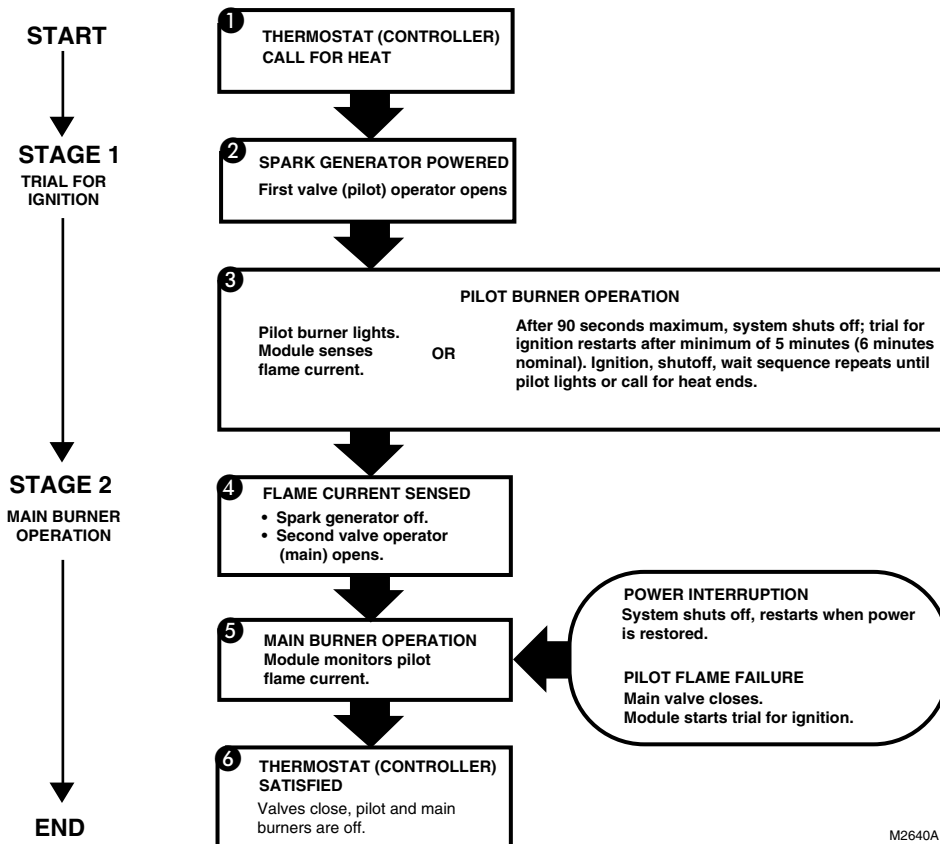 START
STAGE 1
TRIAL FOR
IGNITION
STAGE 2
MAIN BURNER
OPERATION
END
1
THERMOSTAT (CONTROLLER)
CALL FOR HEAT
2
SPARK GENERATOR POWERED
First valve (pilot) operator opens
3
PILOT BURNER OPERATION
Pilot burner lights.
Module senses
flame current.
OR
After 90 seconds maximum, system shuts off; trial for
ignition restarts after minimum of 5 minutes (6 minutes
nominal). Ignition, shutoff, wait sequence repeats until
pilot lights or call for heat ends.
4
FLAME CURRENT SENSED
• Spark generator off.
• Second valve operator
(main) opens.
5
MAIN BURNER OPERATION
Module monitors pilot
flame current.
POWER INTERRUPTION
System shuts off, restarts when power
is restored.
PILOT FLAME FAILURE
Main valve closes.
Module starts trial for ignition.
6
THERMOSTAT (CONTROLLER)
SATISFIED
Valves close, pilot and main
burners are off.
M2640A